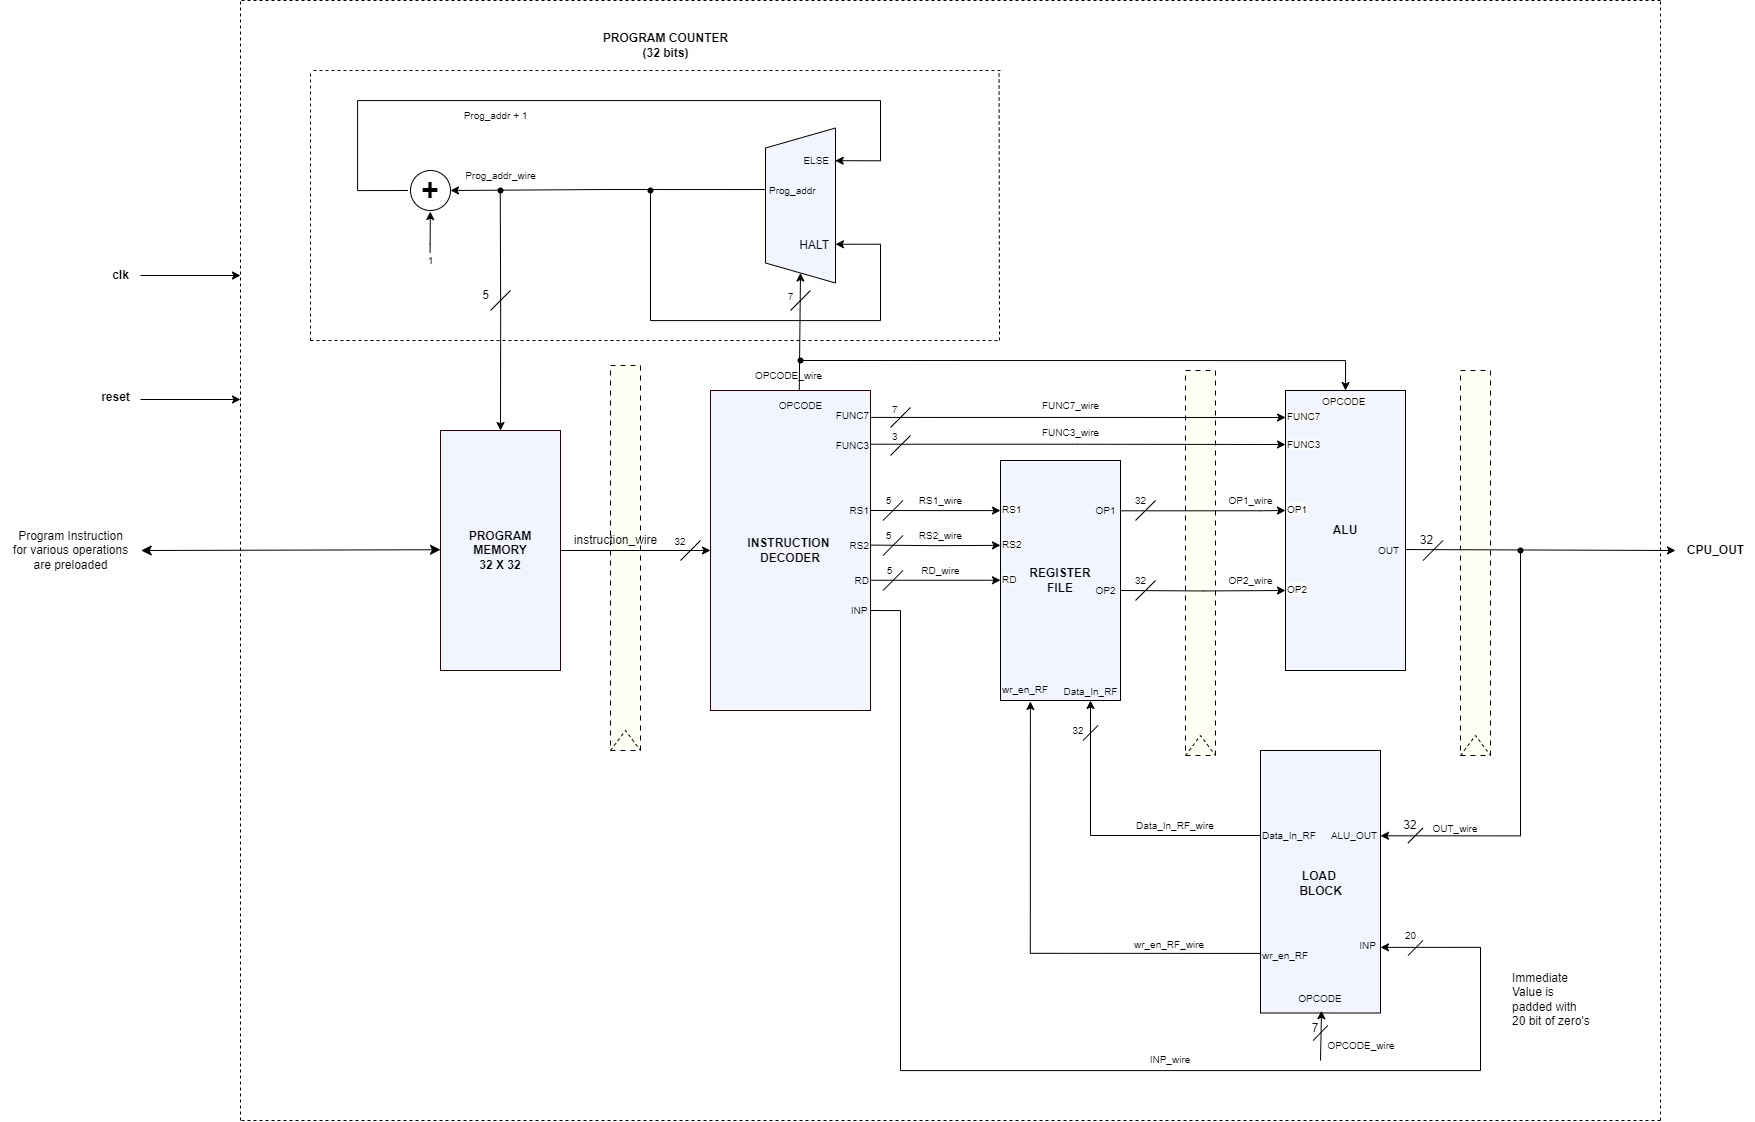 PROGRAM COUNTER
(32 bits)
Prog_addr + 1
ELSE
Prog_addr_wire
+
Prog_addr
HALT
1
clk
5
7
OPCODE_wire
reset
OPCODE
FUNC7
7
FUNC7_wire
FUNC3
3
FUNC3_wire
OPCODE
FUNC7
FUNC3
RS1
5
RS1_wire
RS1
OP1
32
OP1_wire
OP1
ALU
Program Instruction
for various operations
are preloaded
PROGRAM
MEMORY
32 X 32
instruction_wire
32
INSTRUCTION
DECODER
RS2
5
RS2_wire
RS2
OUT
32
CPU_OUT
RD
5
RD_wire
RD
REGISTER
FILE
OP2
32
OP2_wire
OP2
INP
wr_en_RF
Data_In_RF
32
Data_In_RF_wire
Data_In_RF
ALU_OUT
32
OUT_wire
LOAD
BLOCK
wr_en_RF_wire
wr_en_RF
INP
20
OPCODE
7
OPCODE_wire
INP_wire
Immediate
Value is
padded with
20 bit of zero's